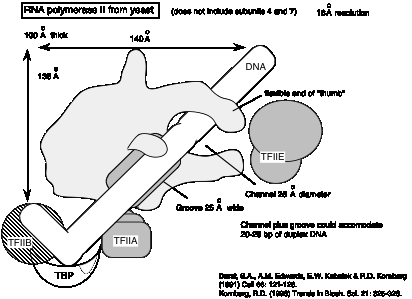 RNA polymerase II from yeast
(does not include subunits 4 and 7)
16 Å resolution
100 Å thick
140 Å
136 Å
DNA
flexible end of "thumb"
TFIIE
Channel 25 Å diameter
Groove 25 Å wide
Channel plus groove could accomodate
20-25 bp of duplex DNA
TFIIB
TFIIA
TBP
Darst, S.A., A.M. Edwards, E.W. Kubalek & R.D. Kornberg
(1991) Cell 66: 121-128.
Kornberg, R.D. (1996) Trends in Bioch. Sci. 21: 325-326.